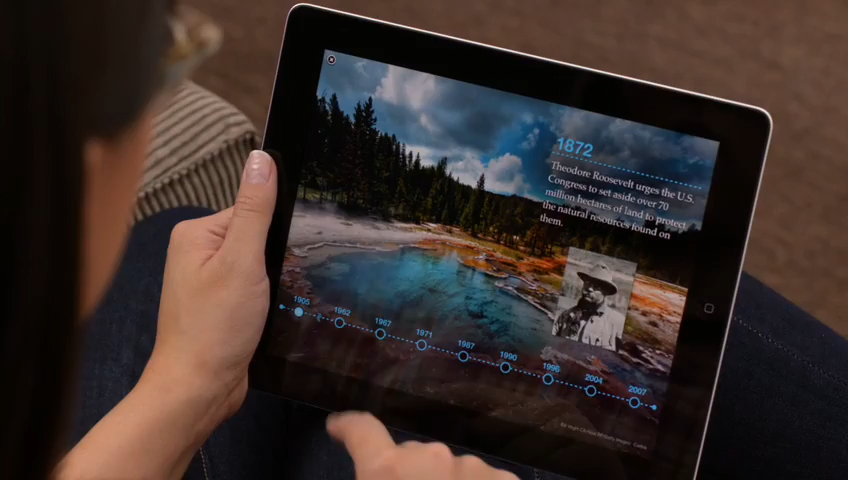 1872
Theodore Roosevelt urges the U.S.
Congress to set aside over 70
million hectares of land to protect
the natural resources found on
them.
1905
1962
1967
1971
1987
1990
1996
2004
2007